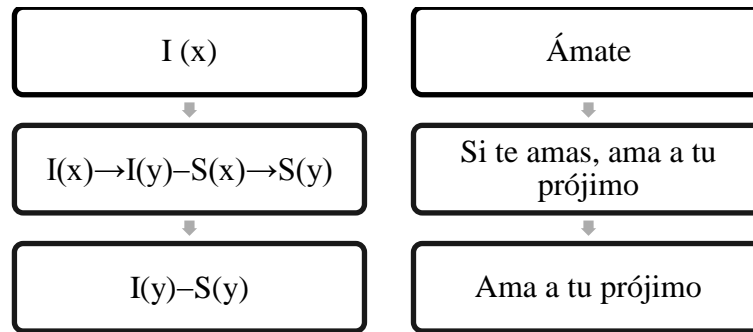 I (x)
I(x)→I(y)–S(x)→S(y)
I(y)–S(y)
Ámate
Si te amas, ama a tu
prójimo
Ama a tu prójimo